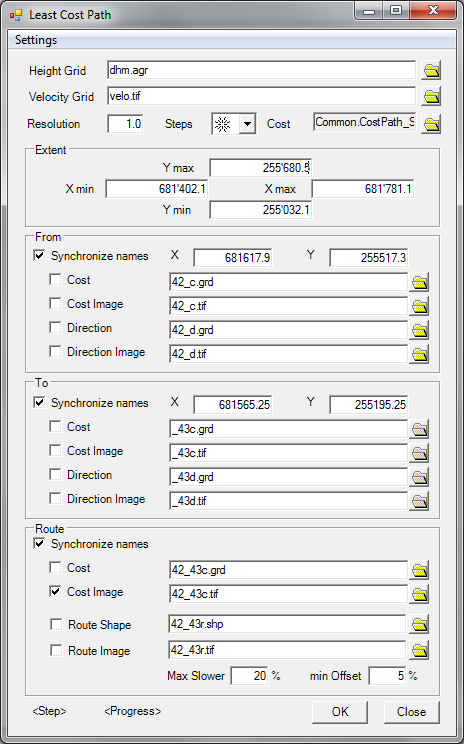 Least Cost Path
Settings
Height Grid dhm.agr
Velocity Grid velo.tif
Resolution 1.0 Steps Cost Common.CostPath_S
Extent
Y max 255'680.5
X min 681'402.1 X max 681'781.1
Y min 255'032.1
From
Synchronize names X 681617.9 Y 255517.3
Cost 42_c.grd
Cost Image 42_c.tif
Direction 42_d.grd
Direction Image 42_d.tif
To
Synchronize names X 681565.25 Y 255195.25
Cost _43c.grd
Cost Image _43c.tif
Direction _43d.grd
Direction Image _43d.tif
Route
Synchronize names
Cost 42_43c.grd
Cost Image 42_43c.tif
Route Shape 42_43r.shp
Route Image 42_43r.tif
Max Slower 20 % min Offset 5 %
<Step> <Progress> OK Close